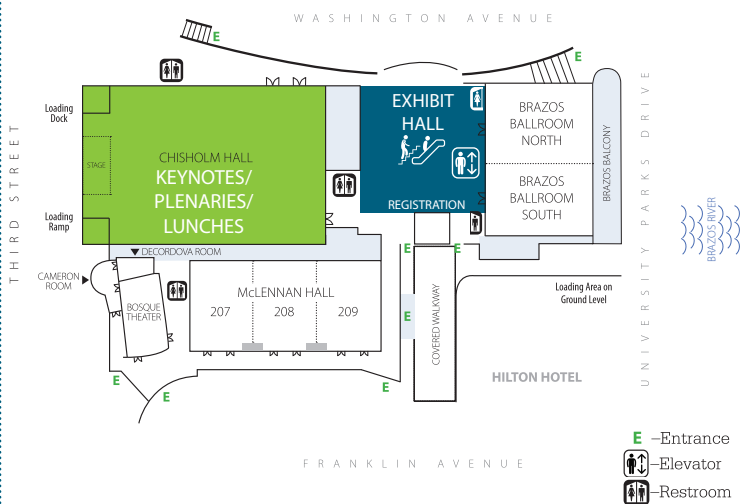 WASHINGTON AVENUE
E
E
THIRD STREET
Loading
Dock
STAGE
Loading
Ramp
CHISHOLM HALL
KEYNOTES/
PLENARIES/
LUNCHES
EXHIBIT
HALL
REGISTRATION
BRAZOS
BALLROOM
NORTH
BRAZOS
BALLROOM
SOUTH
BRAZOS BALCONY
UNIVERSITY PARKS DRIVE
BRAZOS RIVER
DECORDOVA ROOM
CAMERON
ROOM
BOSQUE
THEATER
McLENNAN HALL
207
208
209
E
E
E
COVERED WALKWAY
Loading Area on
Ground Level
HILTON HOTEL
E
E
E
FRANKLIN AVENUE
E –Entrance
–Elevator
–Restroom